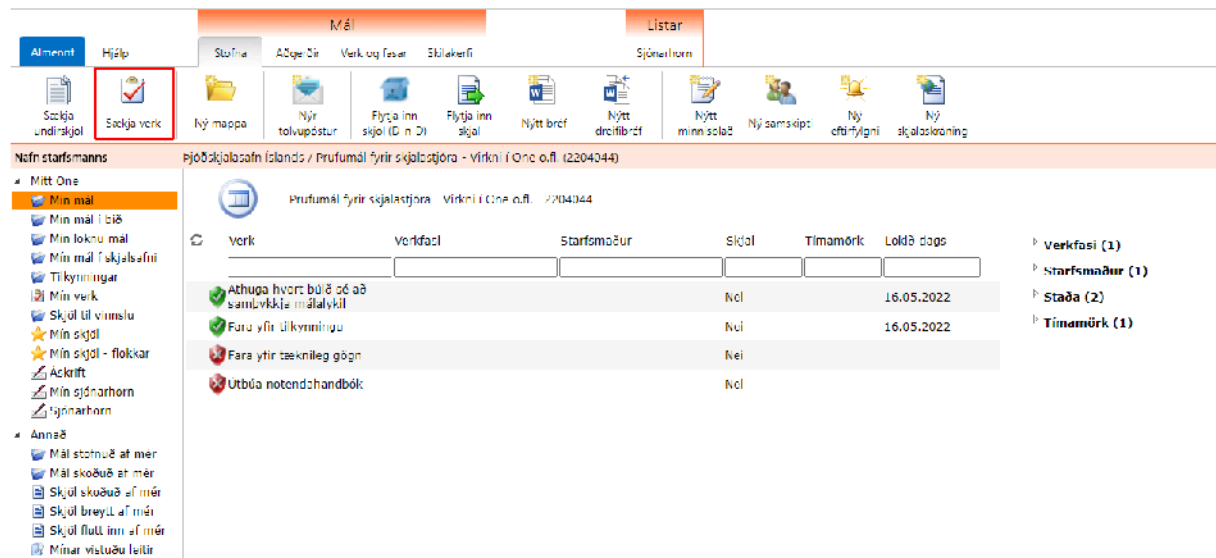 Mál
Listar
Almennt Hjálp Stofna Aðgerðir Verk og fasar Skilakerfi Sjónarhorn
Sækja undirskjöl
Sækja verk
Ný mappa
Nýr tölvupóstur
Flytja inn skjöl (D n D)
Flytja inn skjal
Nýtt bréf
Nýtt dreifibréf
Nýtt minnisblað
Ný samskipti
Ný eftirfylgni
Ný skjalaskráning
Nafn starfsmanns
Þjóðskjalasafn Íslands / Prufumál fyrir skjalastjóra - Virkni í One o.fl. (2204044)
Mitt One
Mín mál
Mín mál í bið
Mín loknu mál
Mín mál í skjalsafni
Tilkynningar
Mín verk
Skjöl til vinnslu
Mín skjöl
Mín skjöl - flokkar
Áskrift
Mín sjónarhorn
Sjónarhorn
Annað
Mál stofnuð af mér
Mál skoðuð af mér
Skjöl skoðuð af mér
Skjöl breytt af mér
Skjöl flutt inn af mér
Mínar vistuðu leitir
Prufumál fyrir skjalastjóra Virkni í One o.fl. 2204044
Verk Verkfasi Starfsmaður Skjal Tímamörk Lokið dags
Athuga hvort búið sé að
samþykkja málalykil Nei 16.05.2022
Fara yfir tilkynningu Nei 16.05.2022
Fara yfir tæknileg gögn Nei
Útbúa notendahandbók Nei
Verkfasi (1)
Starfsmaður (1)
Staða (2)
Tímamörk (1)